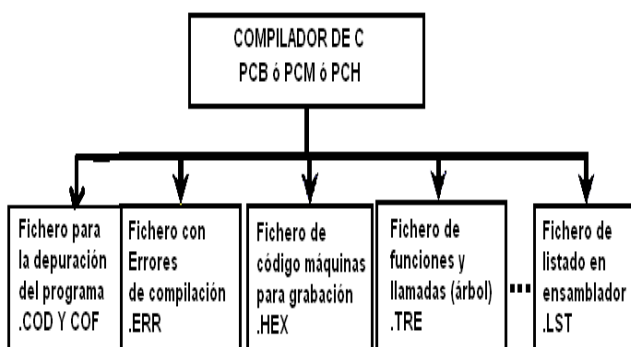 COMPILADOR DE C
PCB ó PCM ó PCH
Fichero para
la depuración
del programa
.COD Y COF
Fichero con
Errores
de compilación
.ERR
Fichero de
código máquinas
para grabación
.HEX
Fichero de
funciones y
llamadas (árbol)
.TRE
...
Fichero de
listado en
ensamblador
.LST